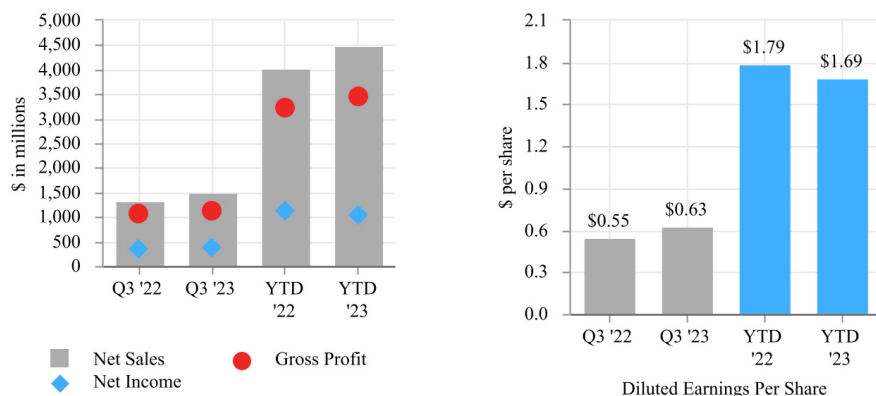 5,000
4,500
4,000
3,500
3,000
2,500
2,000
1,500
1,000
500
0
$ in millions
Q3 '22
Q3 '23
YTD
'22
YTD
'23
Net Sales
Gross Profit
Net Income
2.1
1.8
1.5
1.2
0.9
0.6
0.3
0.0
$ per share
$0.55
$0.63
$1.79
$1.69
Q3 '22
Q3 '23
YTD
'22
YTD
'23
Diluted Earnings Per Share